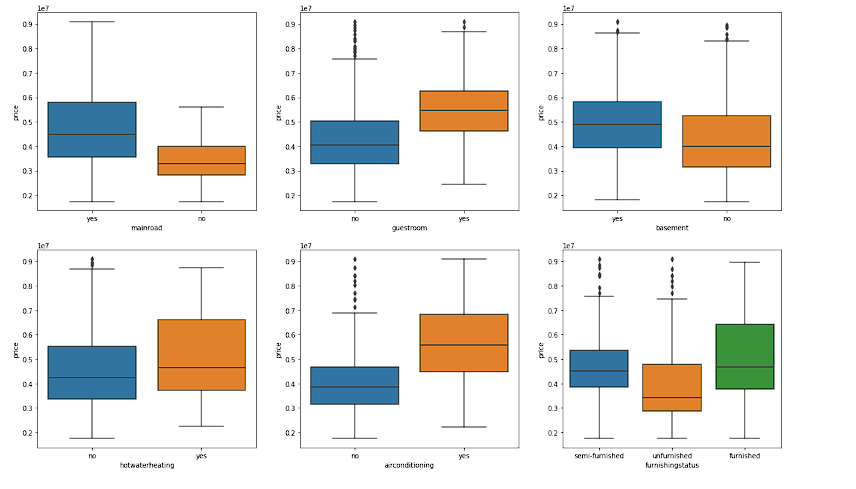 1e7
1e7
1e7
0.9
0.8
0.7
0.6
0.5
0.4
0.3
0.2
price
yes
no
mainroad
0.9
0.8
0.7
0.6
0.5
0.4
0.3
0.2
price
no
yes
guestroom
0.9
0.8
0.7
0.6
0.5
0.4
0.3
0.2
price
yes
no
basement
1e7
1e7
1e7
0.9
0.8
0.7
0.6
0.5
0.4
0.3
0.2
price
no
yes
hotwaterheating
0.9
0.8
0.7
0.6
0.5
0.4
0.3
0.2
price
no
yes
airconditioning
0.9
0.8
0.7
0.6
0.5
0.4
0.3
0.2
price
semi-furnished
unfurnished
furnished
furnishingstatus